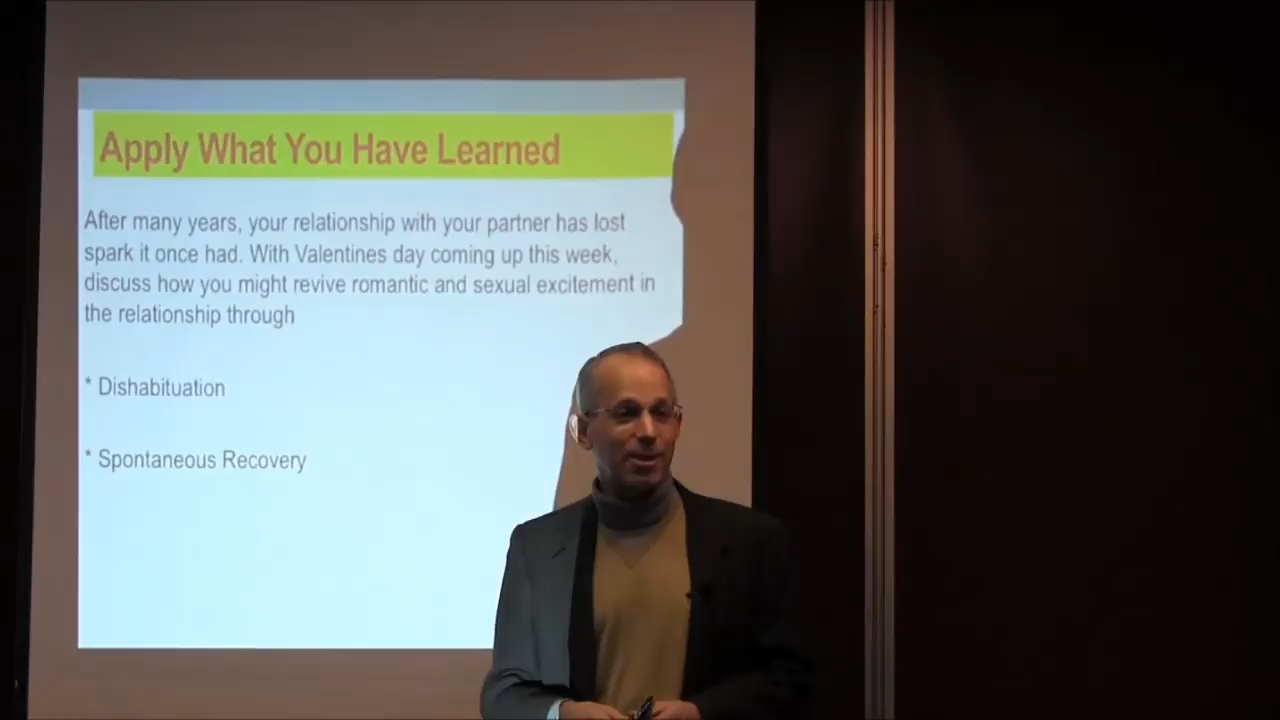 Apply What You Have Learned
After many years, your relationship with your partner has lost
spark it once had. With Valentines day coming up this week,
discuss how you might revive romantic and sexual excitement in
the relationship through
* Dishabituation
* Spontaneous Recovery